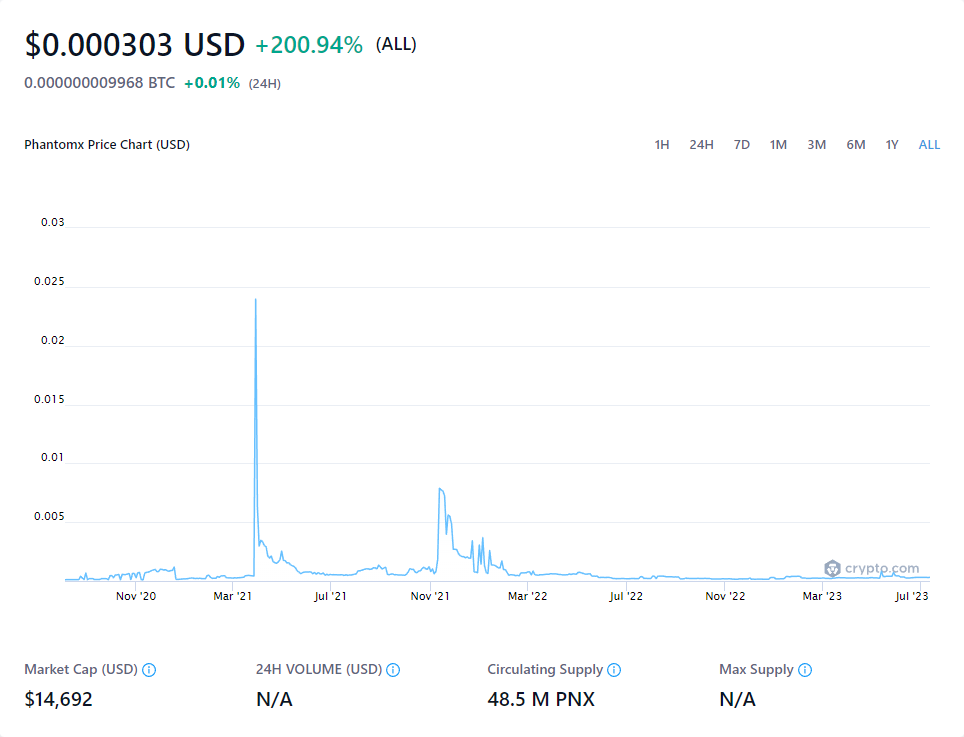 $0.000303 USD +200.94% (ALL)
0.000000009968 BTC +0.01% (24H)
Phantomx Price Chart (USD) 1H 24H 7D 1M 3M 6M 1Y ALL
0.03
0.025
0.02
0.015
0.01
0.005
crypto.com
Nov '20 Mar '21 Jul '21 Nov '21 Mar '22 Jul '22 Nov '22 Mar '23 Jul '23
Market Cap (USD) 24H VOLUME (USD) Circulating Supply Max Supply
$14,692 N/A 48.5 M PNX N/A